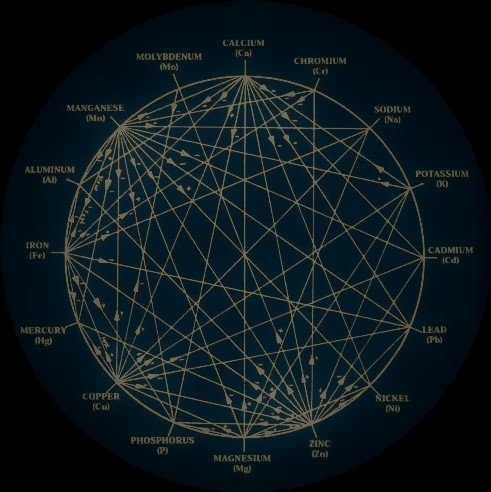 CALCIUM
(Ca)
MOLYBDENUM
(Mo)
CHROMIUM
(Cr)
MANGANESE
(Mn)
SODIUM
(Na)
ALUMINUM
(Al)
POTASSIUM
(K)
IRON
(Fe)
CADMIUM
(Cd)
MERCURY
(Hg)
LEAD
(Pb)
COPPER
(Cu)
NICKEL
(Ni)
PHOSPHORUS
(P)
ZINC
(Zn)
MAGNESIUM
(Mg)